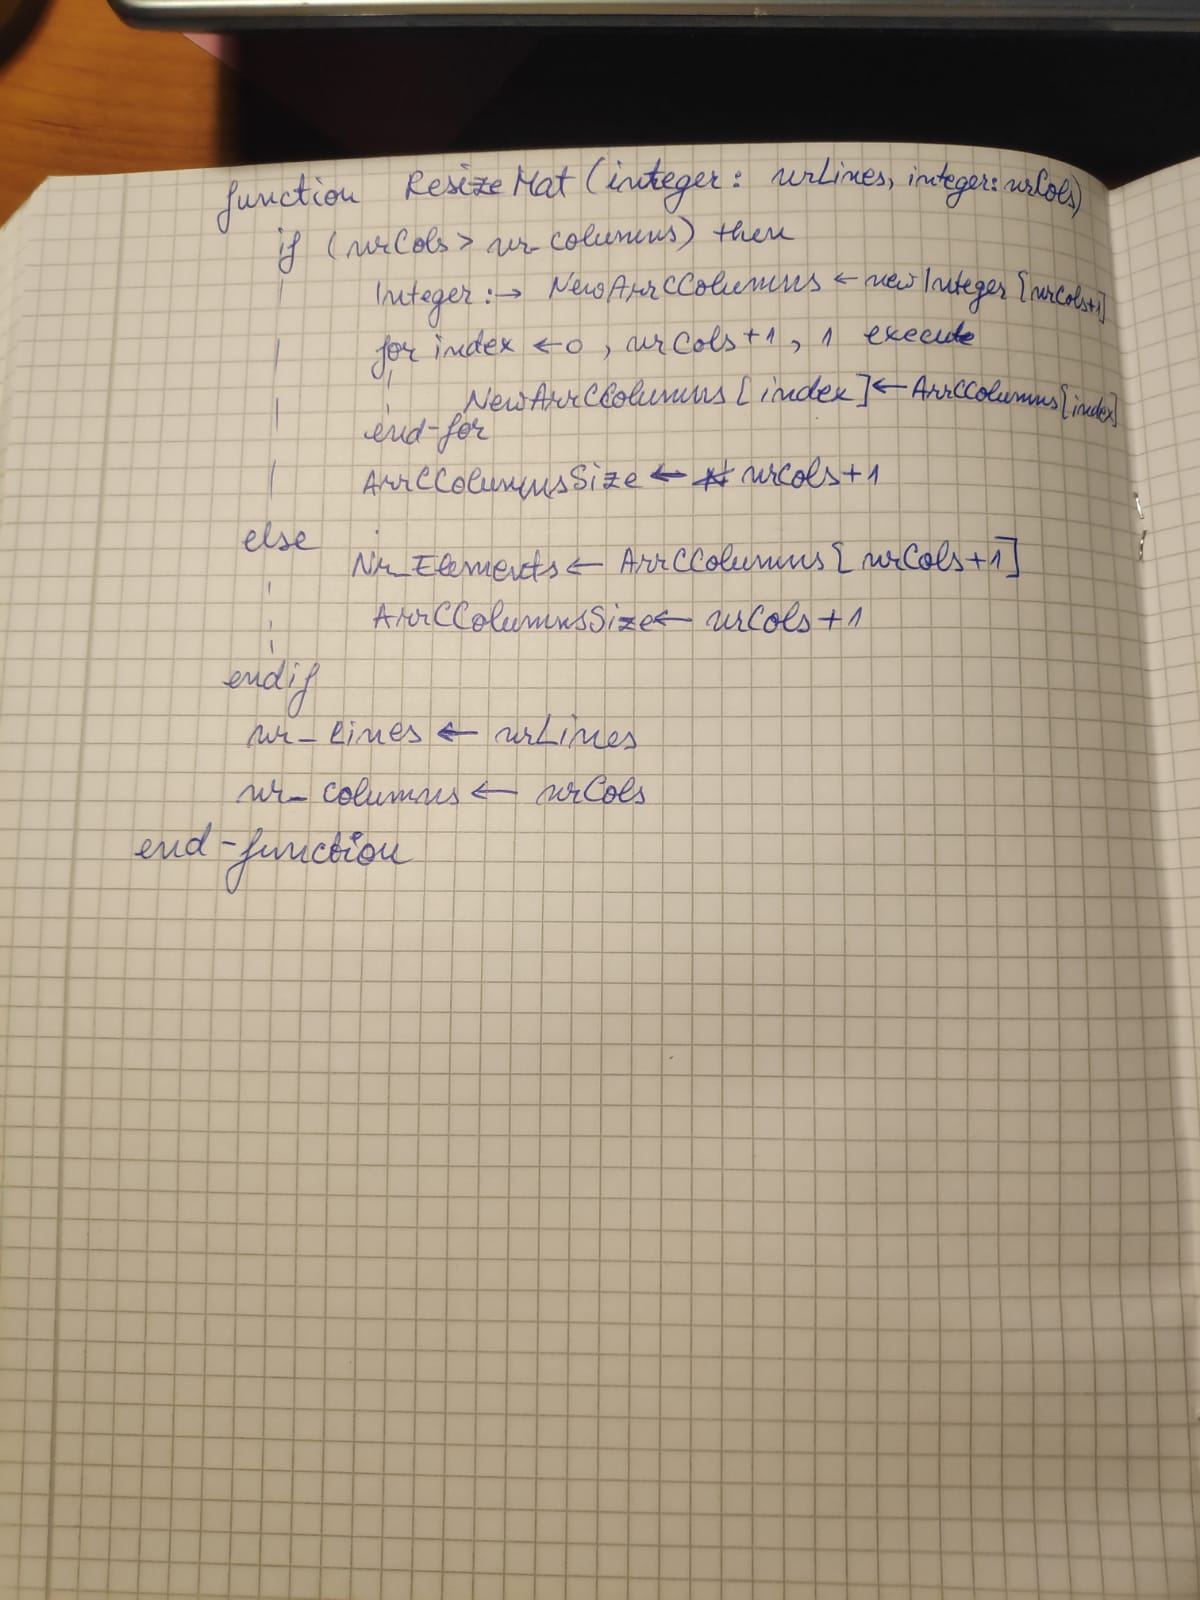 function ResizeMat (integer: nrLines, integer: nrCols)
if (nrCols > nr_columns) then
Integer :→ NewArrCColumns ← new Integer [nrCols+1]
for index ← 0 , nrCols+1 , 1 execute
NewArrCColumns [index] ← ArrCColumns [index]
end-for
ArrCColumnsSize ← nrCols+1
else
Nr_Elements ← ArrCColumns [nrCols+1]
ArrCColumnsSize ← nrCols+1
endif
nr_lines ← nrLines
nr_columns ← nrCols
end-function